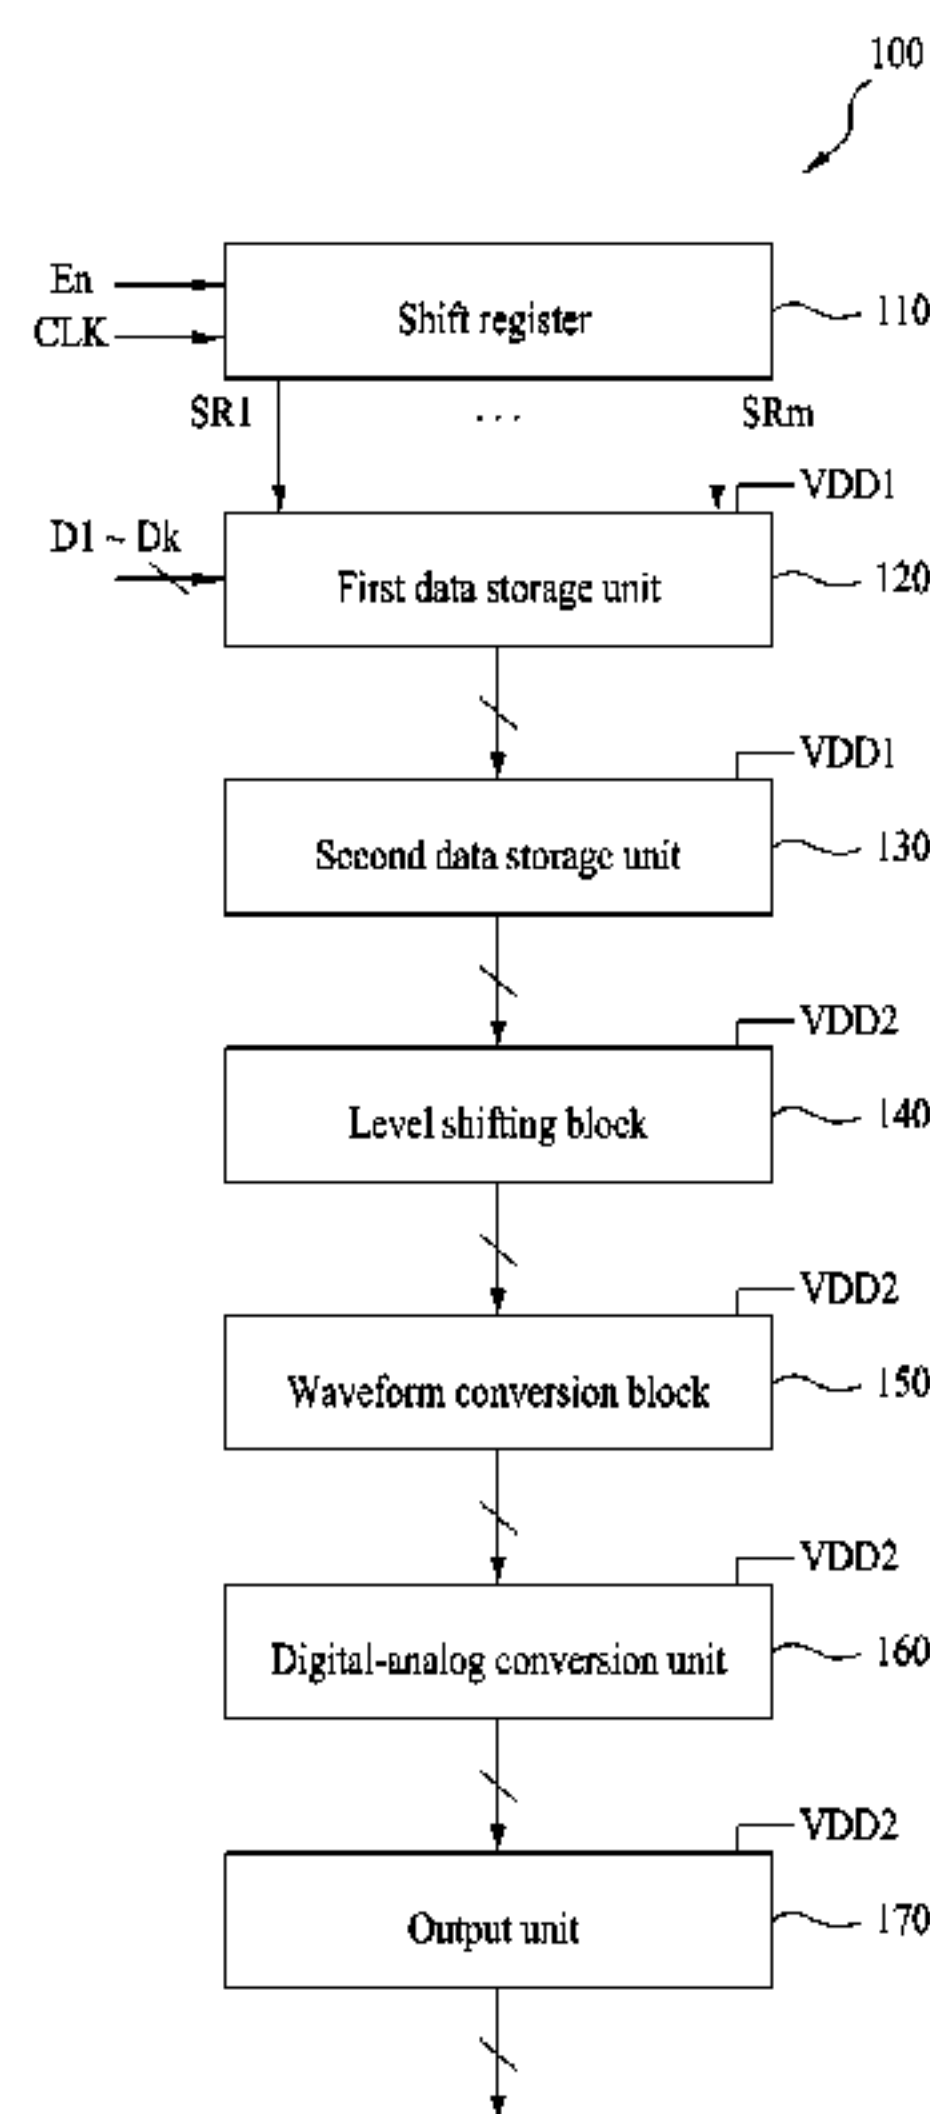 100
En
CLK
Shift register
110
SR1 ... SRm
VDD1
D1 ~ Dk
First data storage unit
120
VDD1
Second data storage unit
130
VDD2
Level shifting block
140
VDD2
Waveform conversion block
150
VDD2
Digital-analog conversion unit
160
VDD2
Output unit
170